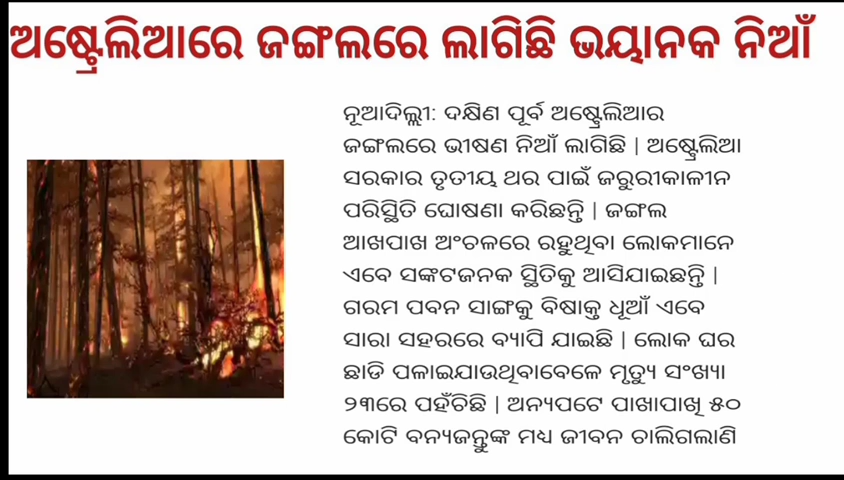 ଅଷ୍ଟ୍ରେଲିଆରେ ଜଙ୍ଗଲରେ ଲାଗିଛି ଭୟାନକ ନିଆଁ
ନୂଆଦିଲ୍ଲୀ: ଦକ୍ଷିଣ ପୂର୍ବ ଅଷ୍ଟ୍ରେଲିଆର
ଜଙ୍ଗଲରେ ଭୀଷଣ ନିଆଁ ଲାଗିଛି | ଅଷ୍ଟ୍ରେଲିଆ
ସରକାର ତୃତୀୟ ଥର ପାଇଁ ଜରୁରୀକାଳୀନ
ପରିସ୍ଥିତି ଘୋଷଣା କରିଛନ୍ତି | ଜଙ୍ଗଲ
ଆଖପାଖ ଅଂଚଳରେ ରହୁଥିବା ଲୋକମାନେ
ଏବେ ସଙ୍କଟଜନକ ସ୍ଥିତିକୁ ଆସିଯାଇଛନ୍ତି |
ଗରମ ପବନ ସାଙ୍ଗକୁ ବିଷାକ୍ତ ଧୂଆଁ ଏବେ
ସାରା ସହରରେ ବ୍ୟାପି ଯାଇଛି | ଲୋକ ଘର
ଛାଡି ପଳାଇଯାଉଥିବାବେଳେ ମୃତ୍ୟୁ ସଂଖ୍ୟା
୨୩ରେ ପହଁଚିଛି | ଅନ୍ୟପଟେ ପାଖାପାଖି ୫୦
କୋଟି ବନ୍ୟଜନ୍ତୁଙ୍କ ମଧ୍ୟ ଜୀବନ ଚାଲିଗଲାଣି